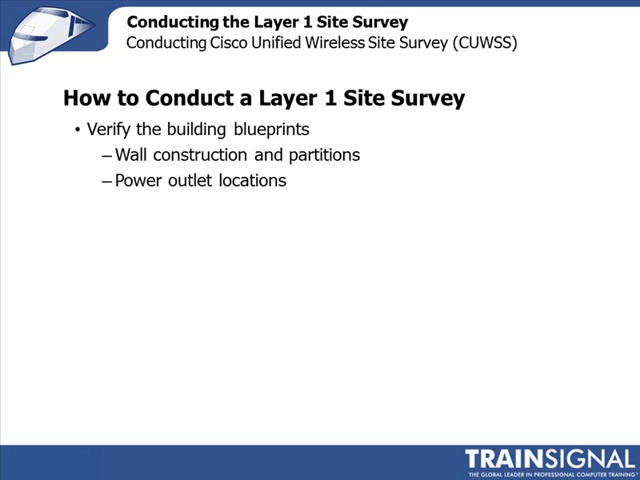 Conducting the Layer 1 Site Survey
Conducting Cisco Unified Wireless Site Survey (CUWSS)
How to Conduct a Layer 1 Site Survey
• Verify the building blueprints
– Wall construction and partitions
– Power outlet locations
TRAINSIGNAL
THE GLOBAL LEADER IN PROFESSIONAL COMPUTER TRAINING™